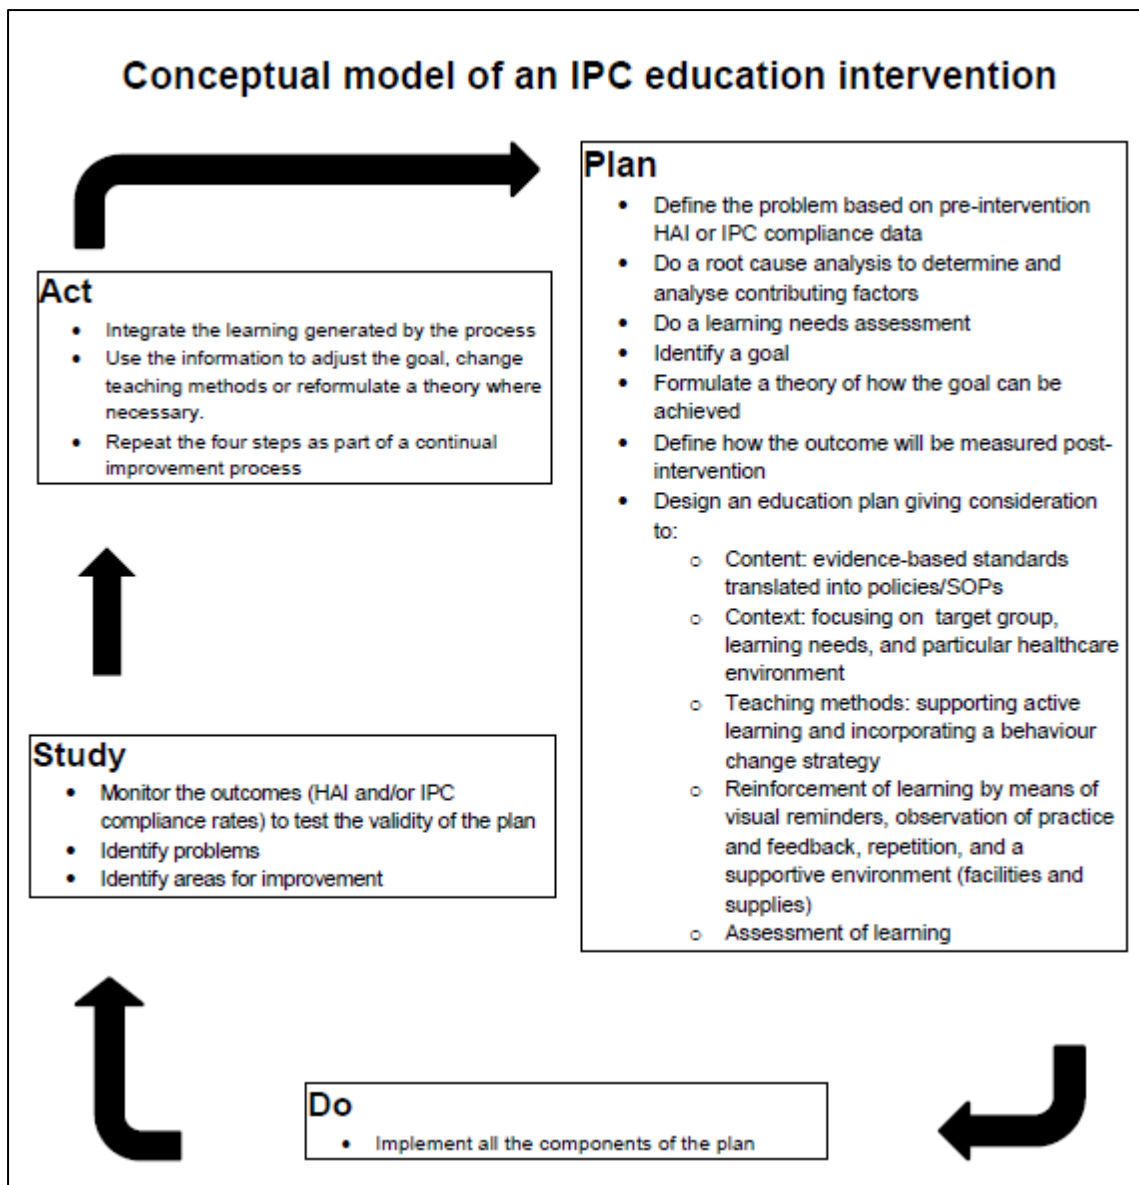 Conceptual model of an IPC education intervention
Plan
• Define the problem based on pre-intervention
HAI or IPC compliance data
• Do a root cause analysis to determine and
analyse contributing factors
• Do a learning needs assessment
• Identify a goal
• Formulate a theory of how the goal can be
achieved
• Define how the outcome will be measured post-
intervention
• Design an education plan giving consideration
to:
o Content: evidence-based standards
translated into policies/SOPs
o Context: focusing on target group,
learning needs, and particular healthcare
environment
o Teaching methods: supporting active
learning and incorporating a behaviour
change strategy
o Reinforcement of learning by means of
visual reminders, observation of practice
and feedback, repetition, and a
supportive environment (facilities and
supplies)
o Assessment of learning
Do
• Implement all the components of the plan
Study
• Monitor the outcomes (HAI and/or IPC
compliance rates) to test the validity of the plan
• Identify problems
• Identify areas for improvement
Act
• Integrate the learning generated by the process
• Use the information to adjust the goal, change
teaching methods or reformulate a theory where
necessary.
• Repeat the four steps as part of a continual
improvement process